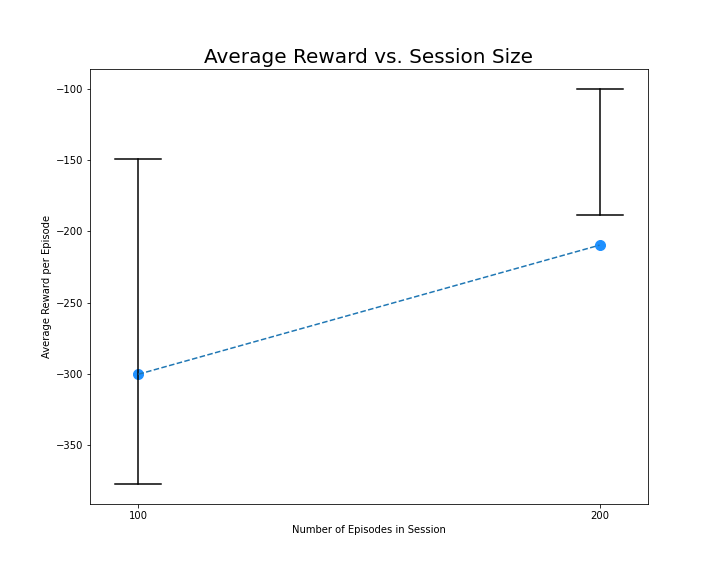 Average Reward vs. Session Size
−100
−150
−200
−250
−300
−350
Average Reward per Episode
100
200
Number of Episodes in Session